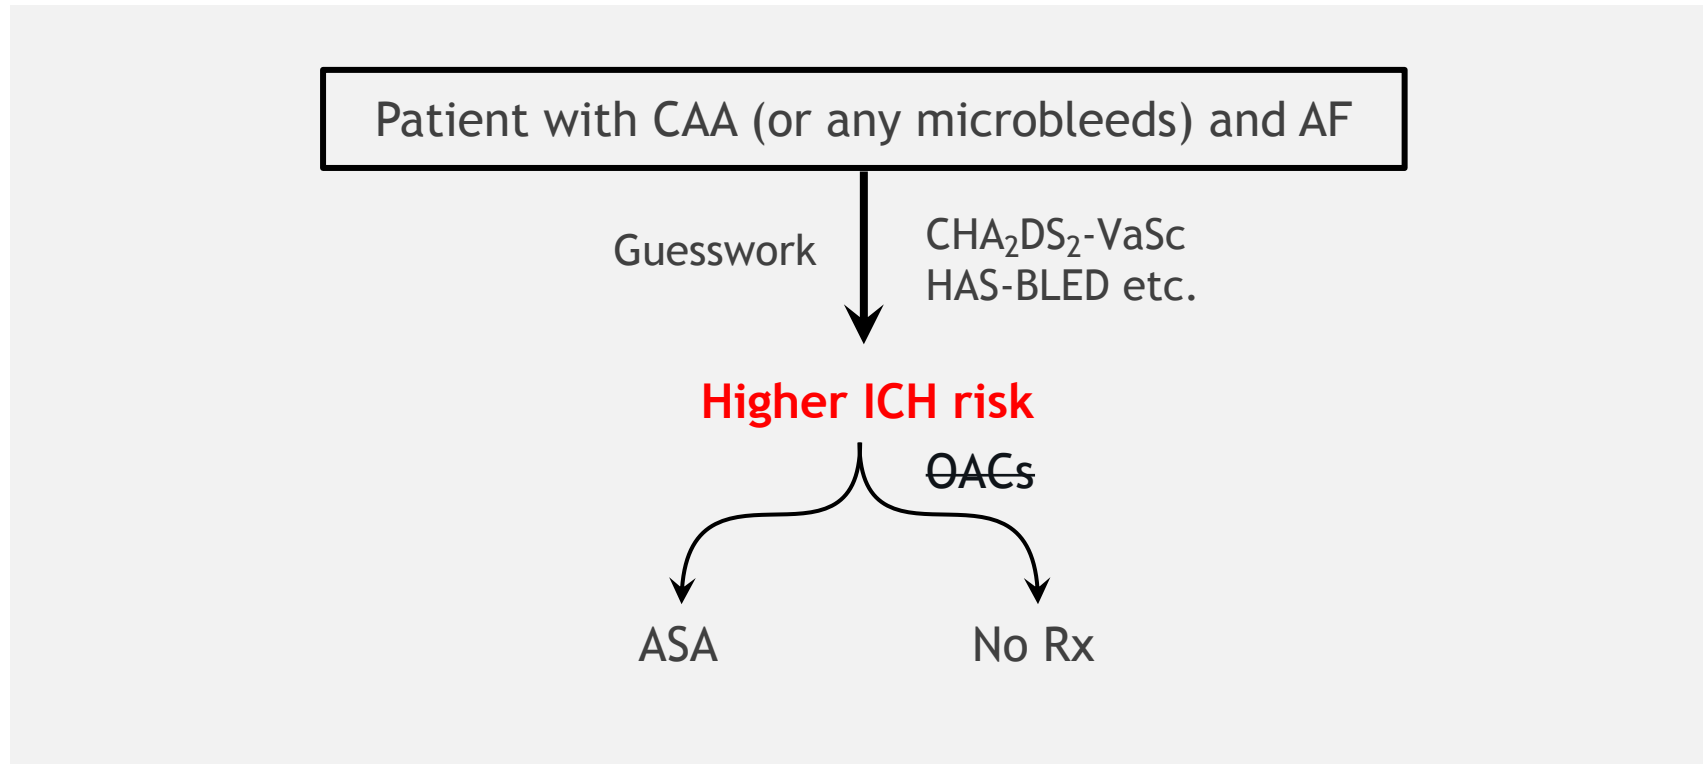 Patient with CAA (or any microbleeds) and AF
Guesswork
CHA₂DS₂-VaSc
HAS-BLED etc.
Higher ICH risk
OACs
ASA
No Rx